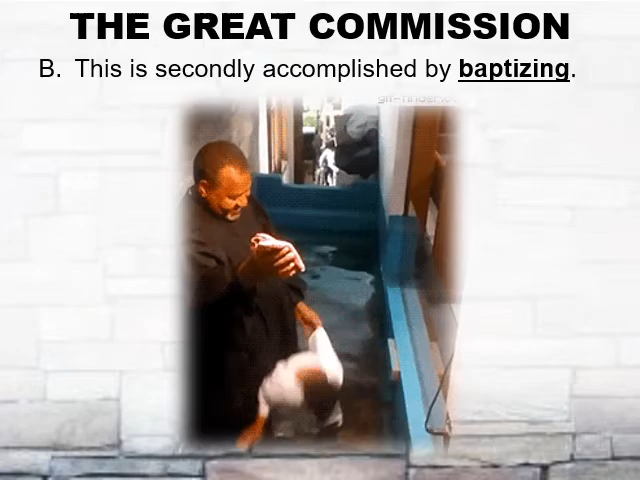 THE GREAT COMMISSION
B. This is secondly accomplished by baptizing.